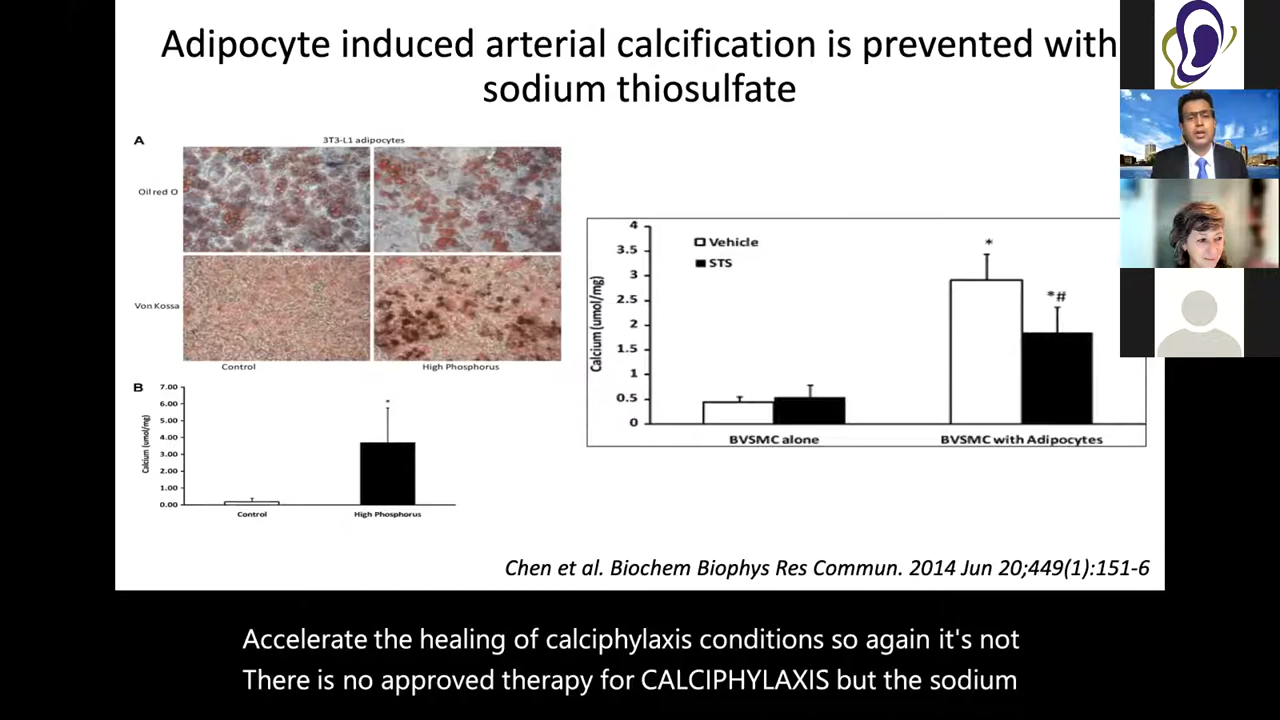 Adipocyte induced arterial calcification is prevented with
sodium thiosulfate
A
3T3-L1 adipocytes
Oil red O
Von Kossa
Control
High Phosphorus
B
7.00
6.00
5.00
4.00
3.00
2.00
1.00
0.00
Calcium (umol/mg)
*
Control
High Phosphorus
4
3.5
3
2.5
2
1.5
1
0.5
0
Calcium (umol/mg)
Vehicle
STS
*
*#
BVSMC alone
BVSMC with Adipocytes
Chen et al. Biochem Biophys Res Commun. 2014 Jun 20;449(1):151-6
Accelerate the healing of calciphylaxis conditions so again it's not
There is no approved therapy for CALCIPHYLAXIS but the sodium